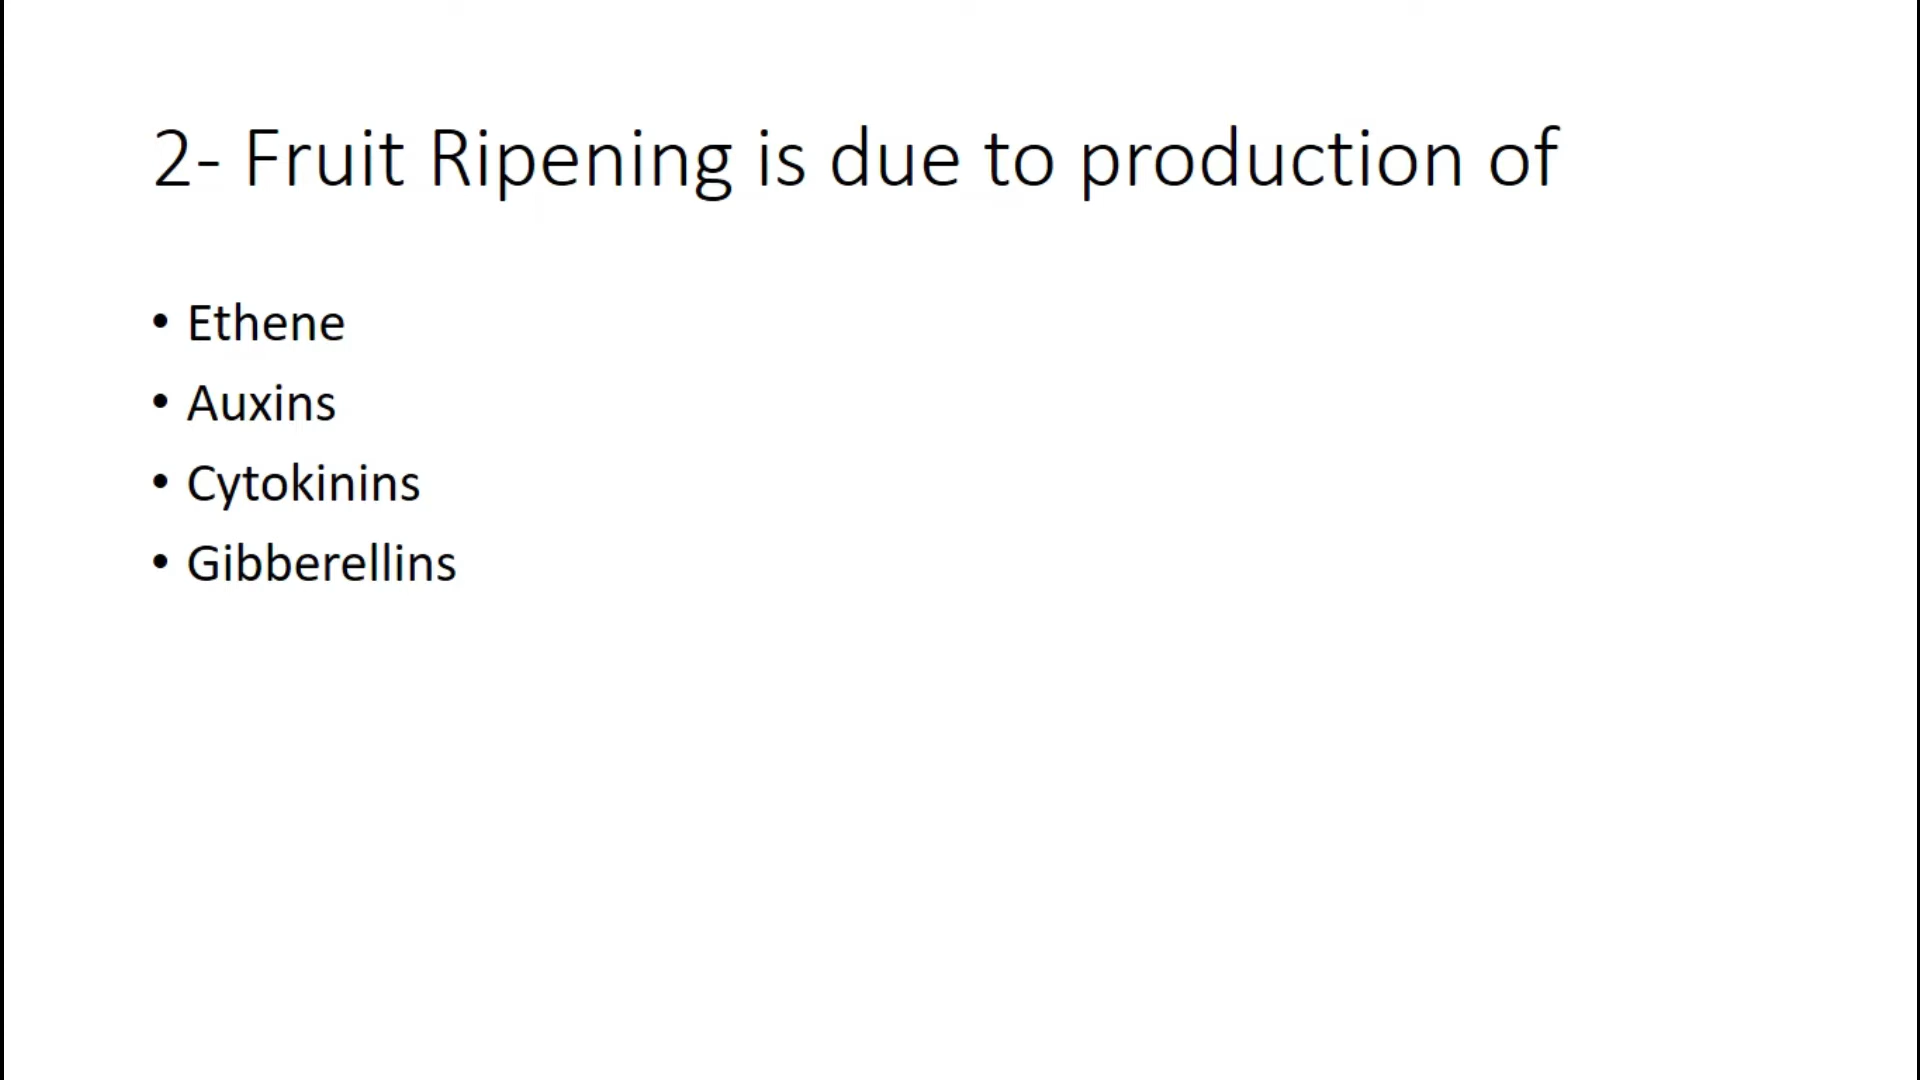 2- Fruit Ripening is due to production of
• Ethene
• Auxins
• Cytokinins
• Gibberellins